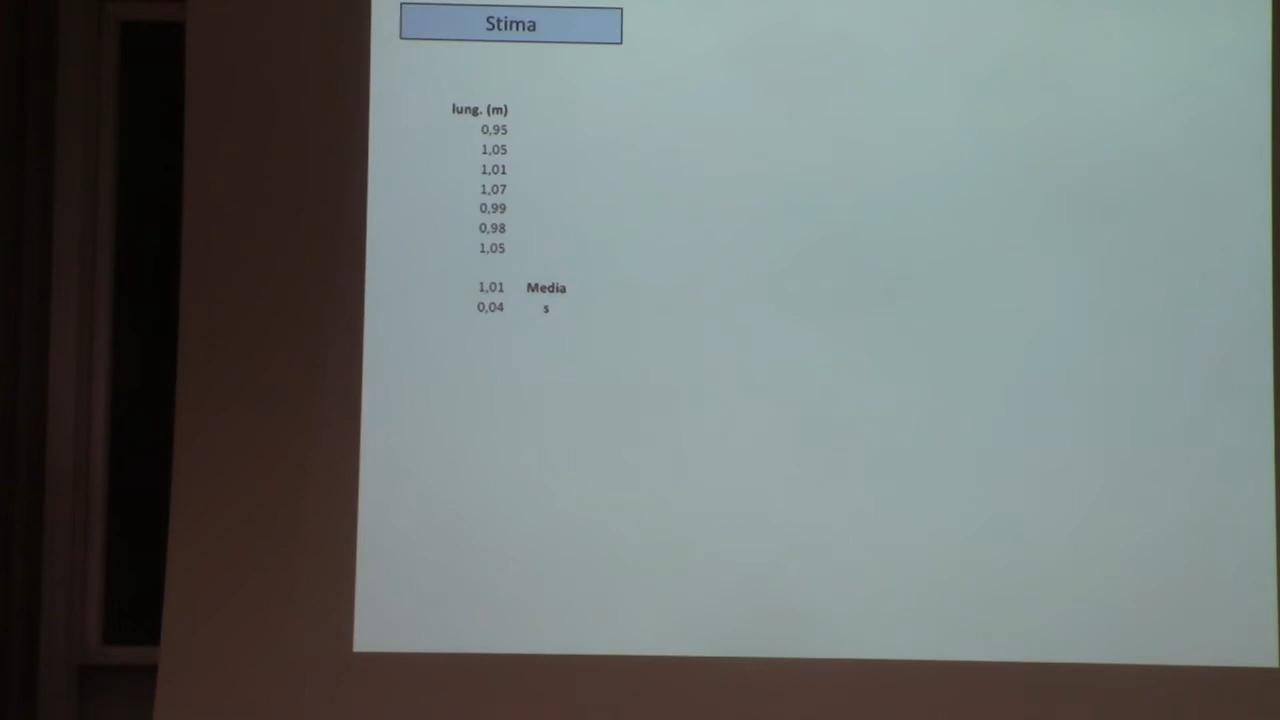 Stima
lung. (m)
0,95
1,05
1,01
1,07
0,99
0,98
1,05
1,01 Media
0,04 s